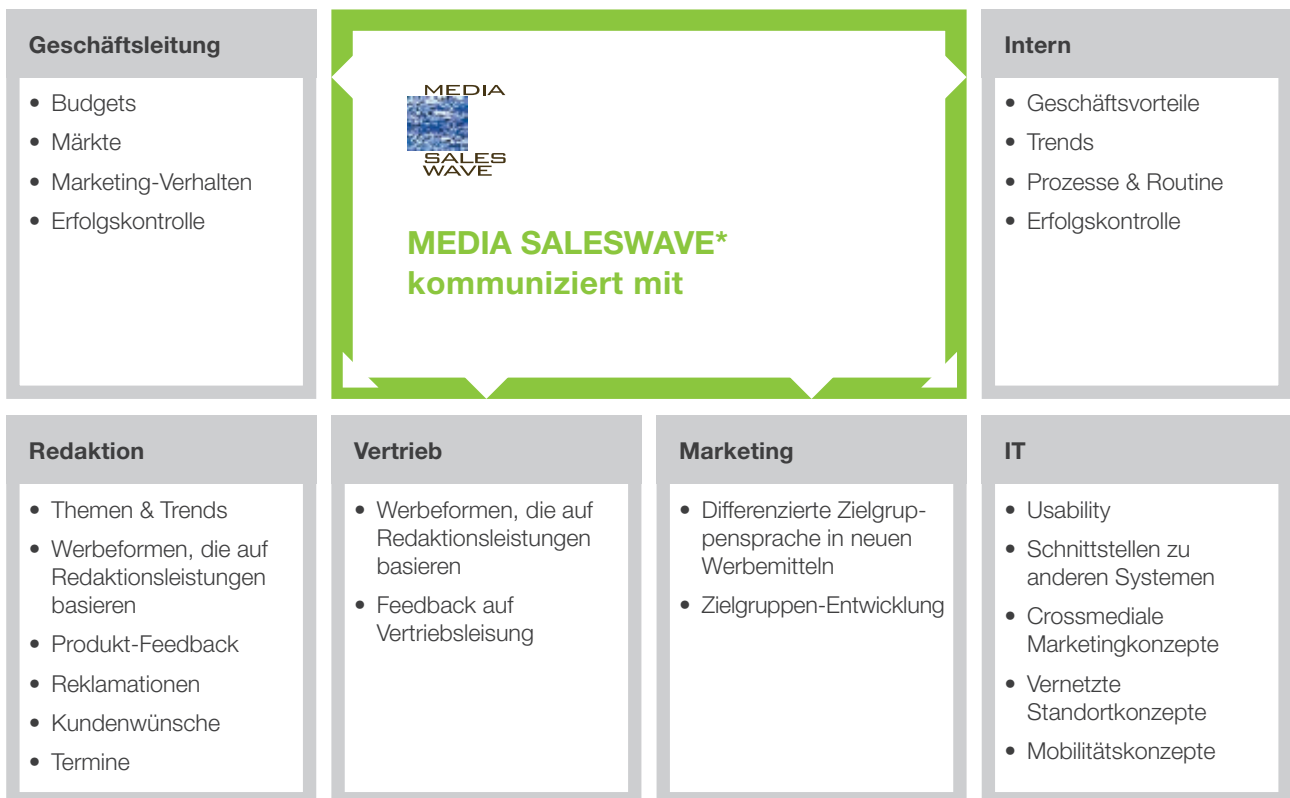 Geschäftsleitung
• Budgets
• Märkte
• Marketing-Verhalten
• Erfolgskontrolle
MEDIA
SALES
WAVE
MEDIA SALESWAVE*
kommuniziert mit
Intern
• Geschäftsvorteile
• Trends
• Prozesse & Routine
• Erfolgskontrolle
Redaktion
• Themen & Trends
• Werbeformen, die auf
Redaktionsleistungen
basieren
• Produkt-Feedback
• Reklamationen
• Kundenwünsche
• Termine
Vertrieb
• Werbeformen, die auf
Redaktionsleistungen
basieren
• Feedback auf
Vertriebsleisung
Marketing
• Differenzierte Zielgrup-
pensprache in neuen
Werbemitteln
• Zielgruppen-Entwicklung
IT
• Usability
• Schnittstellen zu
anderen Systemen
• Crossmediale
Marketingkonzepte
• Vernetzte
Standortkonzepte
• Mobilitätskonzepte